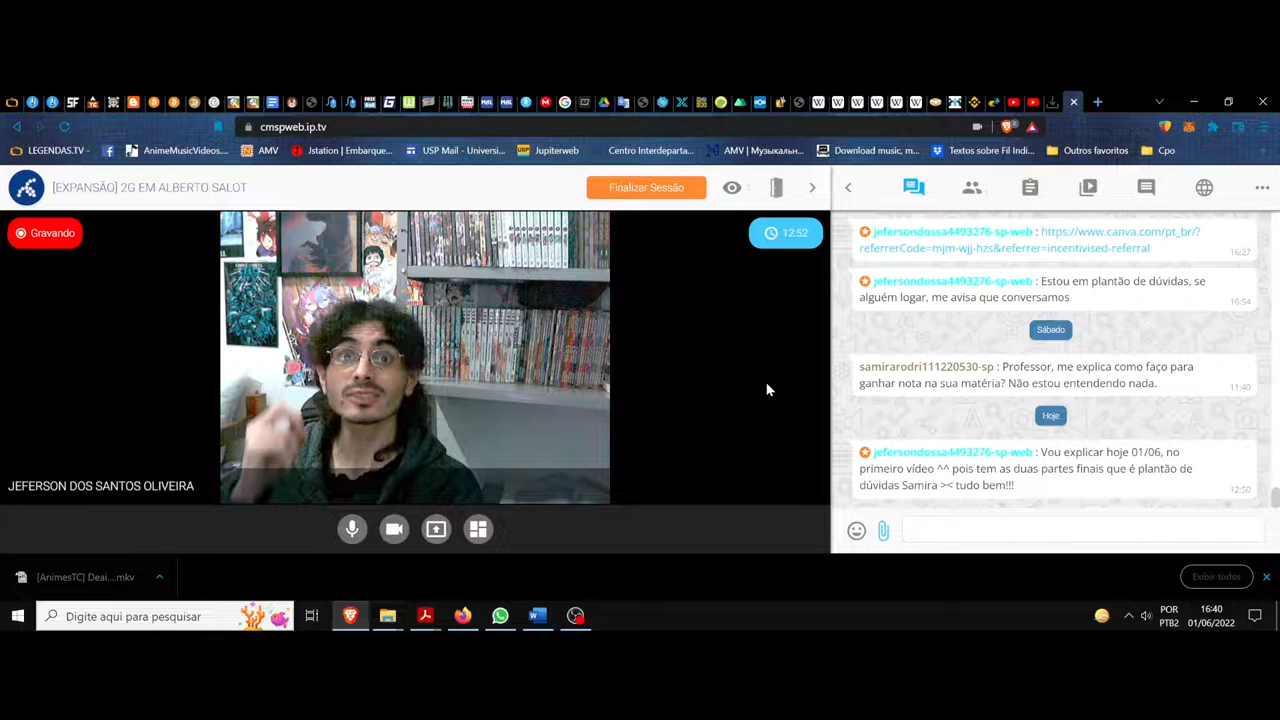 cmspweb.ip.tv
LEGENDAS.TV -
AnimeMusicVideos...
AMV
Jstation | Embarque...
USP Mail - Universi...
Jupiterweb
Centro Interdeparta...
AMV | Музыкальн...
Download music, m...
Textos sobre Fil Indi...
Outros favoritos
Cpo
[EXPANSÃO] 2G EM ALBERTO SALOT
Finalizar Sessão
1
Gravando
12:52
JEFERSON DOS SANTOS OLIVEIRA
jefersondossa4493276-sp-web : https://www.canva.com/pt_br/?
referrerCode=mjm-wjj-hzs&referrer=incentivised-referral
16:27
jefersondossa4493276-sp-web : Estou em plantão de dúvidas, se
alguém logar, me avisa que conversamos
16:54
Sábado
samirarodri111220530-sp : Professor, me explica como faço para
ganhar nota na sua matéria? Não estou entendendo nada.
11:40
Hoje
jefersondossa4493276-sp-web : Vou explicar hoje 01/06, no
primeiro vídeo ^^ pois tem as duas partes finais que é plantão de
dúvidas Samira >< tudo bem!!!
12:50
[AnimesTC] Deai....mkv
Exibir todos
Digite aqui para pesquisar
POR
PTB2
16:40
01/06/2022